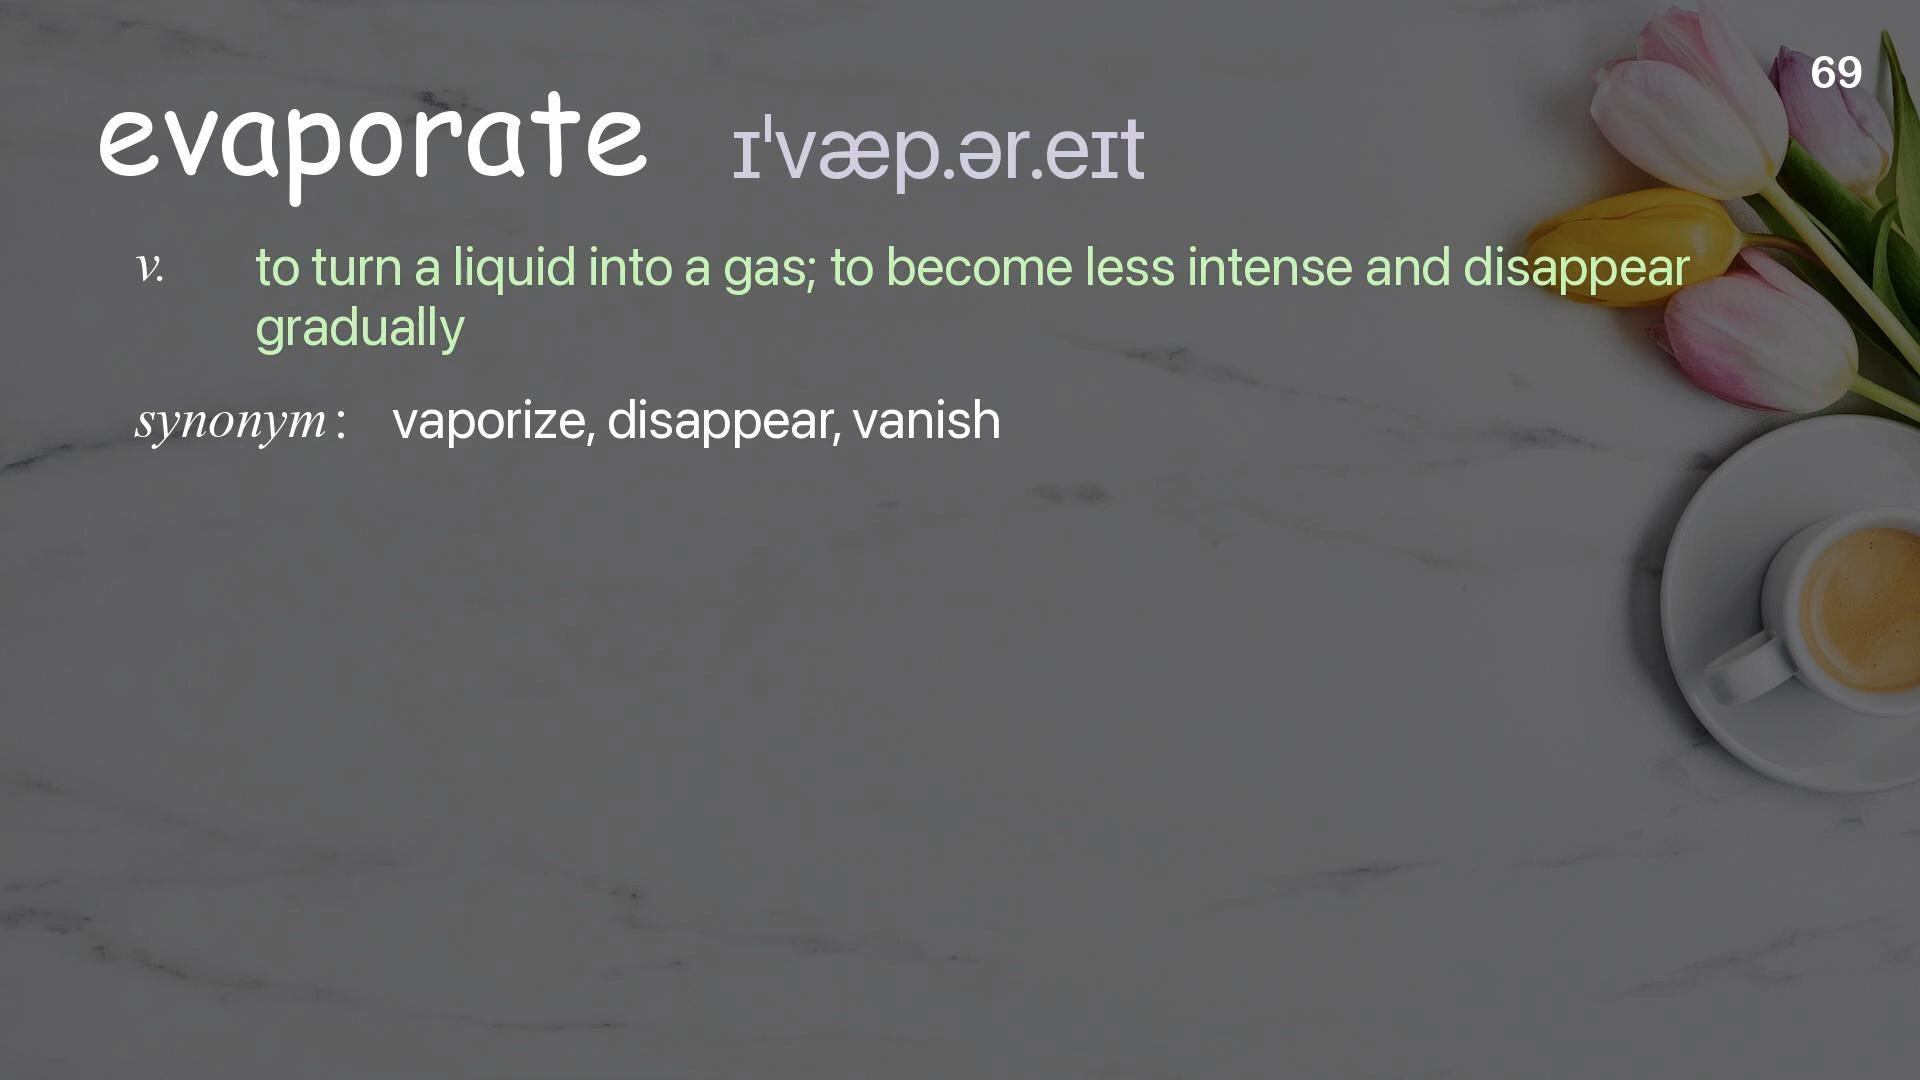 69
evaporate ɪˈvæp.ər.eɪt
v. to turn a liquid into a gas; to become less intense and disappear
gradually
synonym : vaporize, disappear, vanish